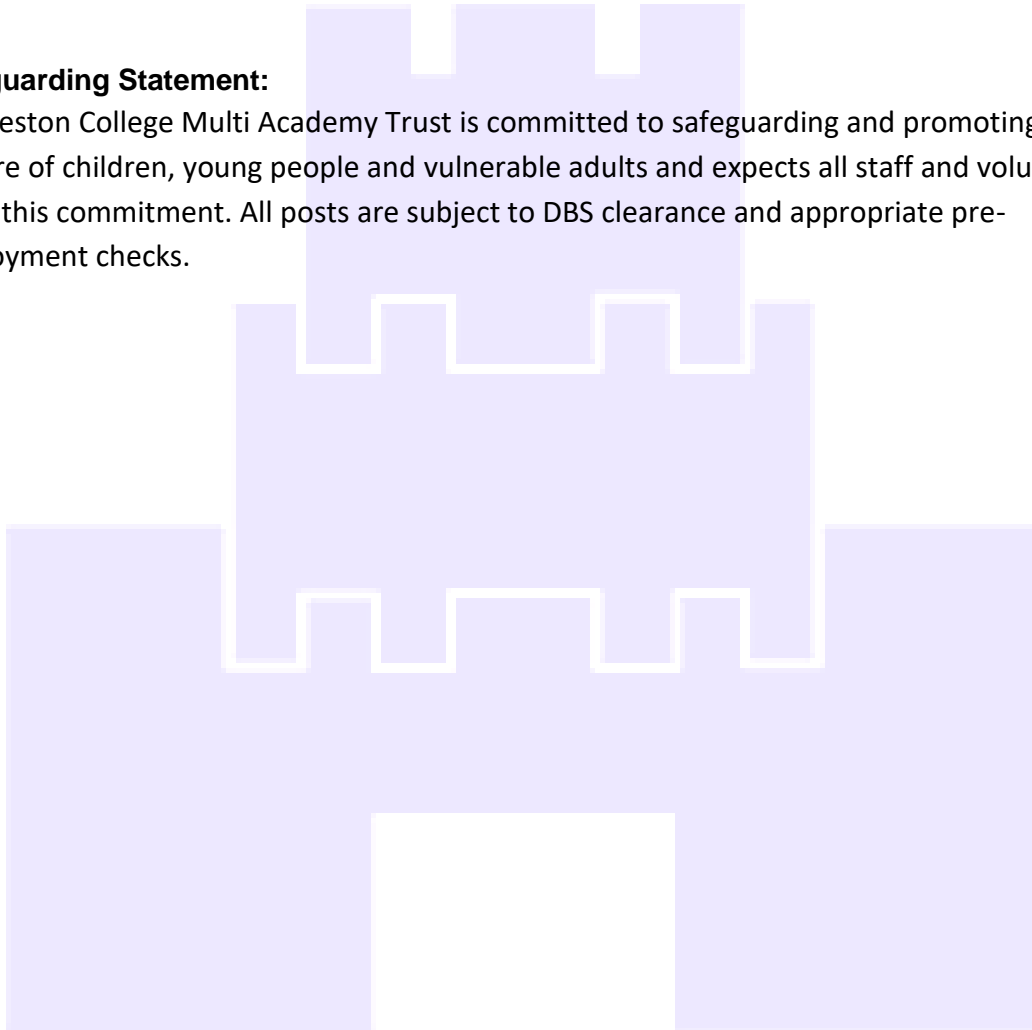 guarding Statement:
eston College Multi Academy Trust is committed to safeguarding and promoting
re of children, young people and vulnerable adults and expects all staff and volu
this commitment. All posts are subject to DBS clearance and appropriate pre-
oyment checks.